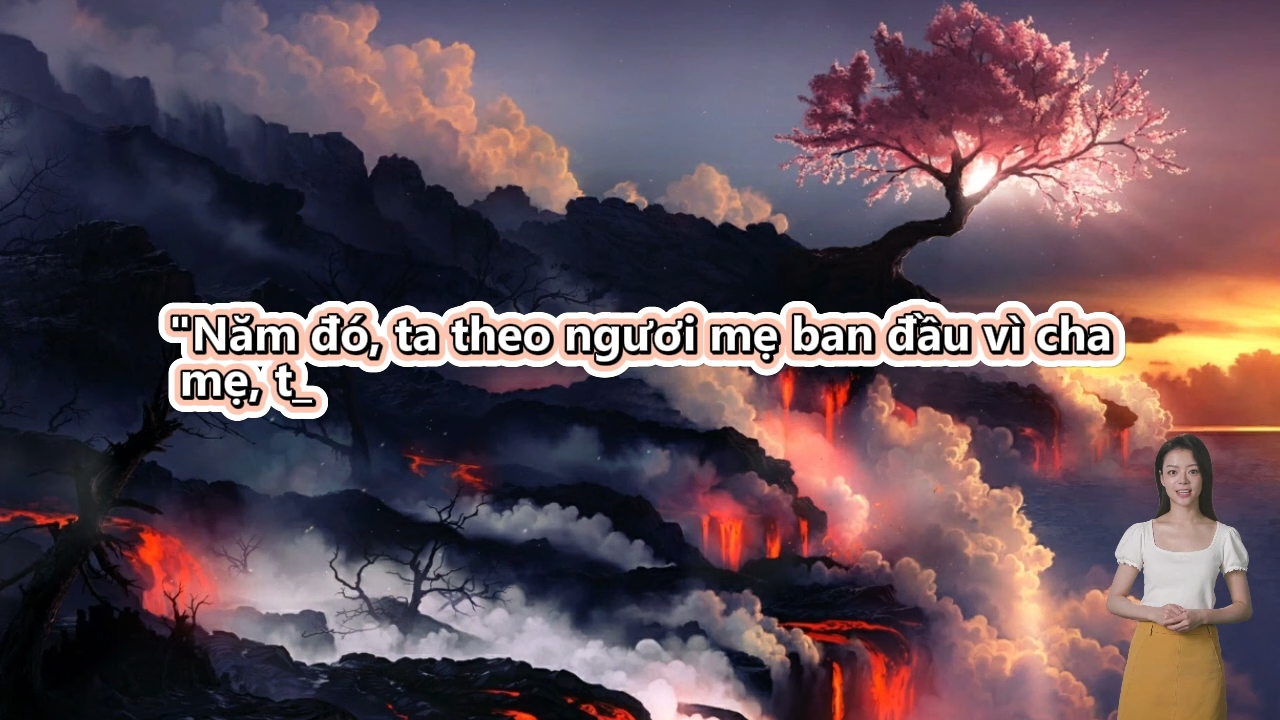 "Năm đó, ta theo ngươi mẹ ban đầu vì cha
mẹ, t_